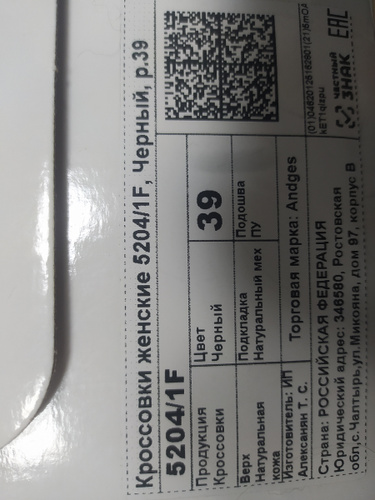 Кроссовки женские 5204/1F, Черный, р.39
5204/1F
39
Продукция
Кроссовки
Цвет
Черный
Верх
Натуральная
кожа
Подкладка
Натуральный мех
Подошва
ПУ
Изготовитель: ИП
Алексанян Т. С.
Торговая марка: Andges
Страна: РОССИЙСКАЯ ФЕДЕРАЦИЯ
Юридический адрес: 346580, Ростовская
обл,с.Чалтырь,ул.Микояна, дом 97, корпус В
ЧЕСТНЫЙ
ЗНАК
EAC